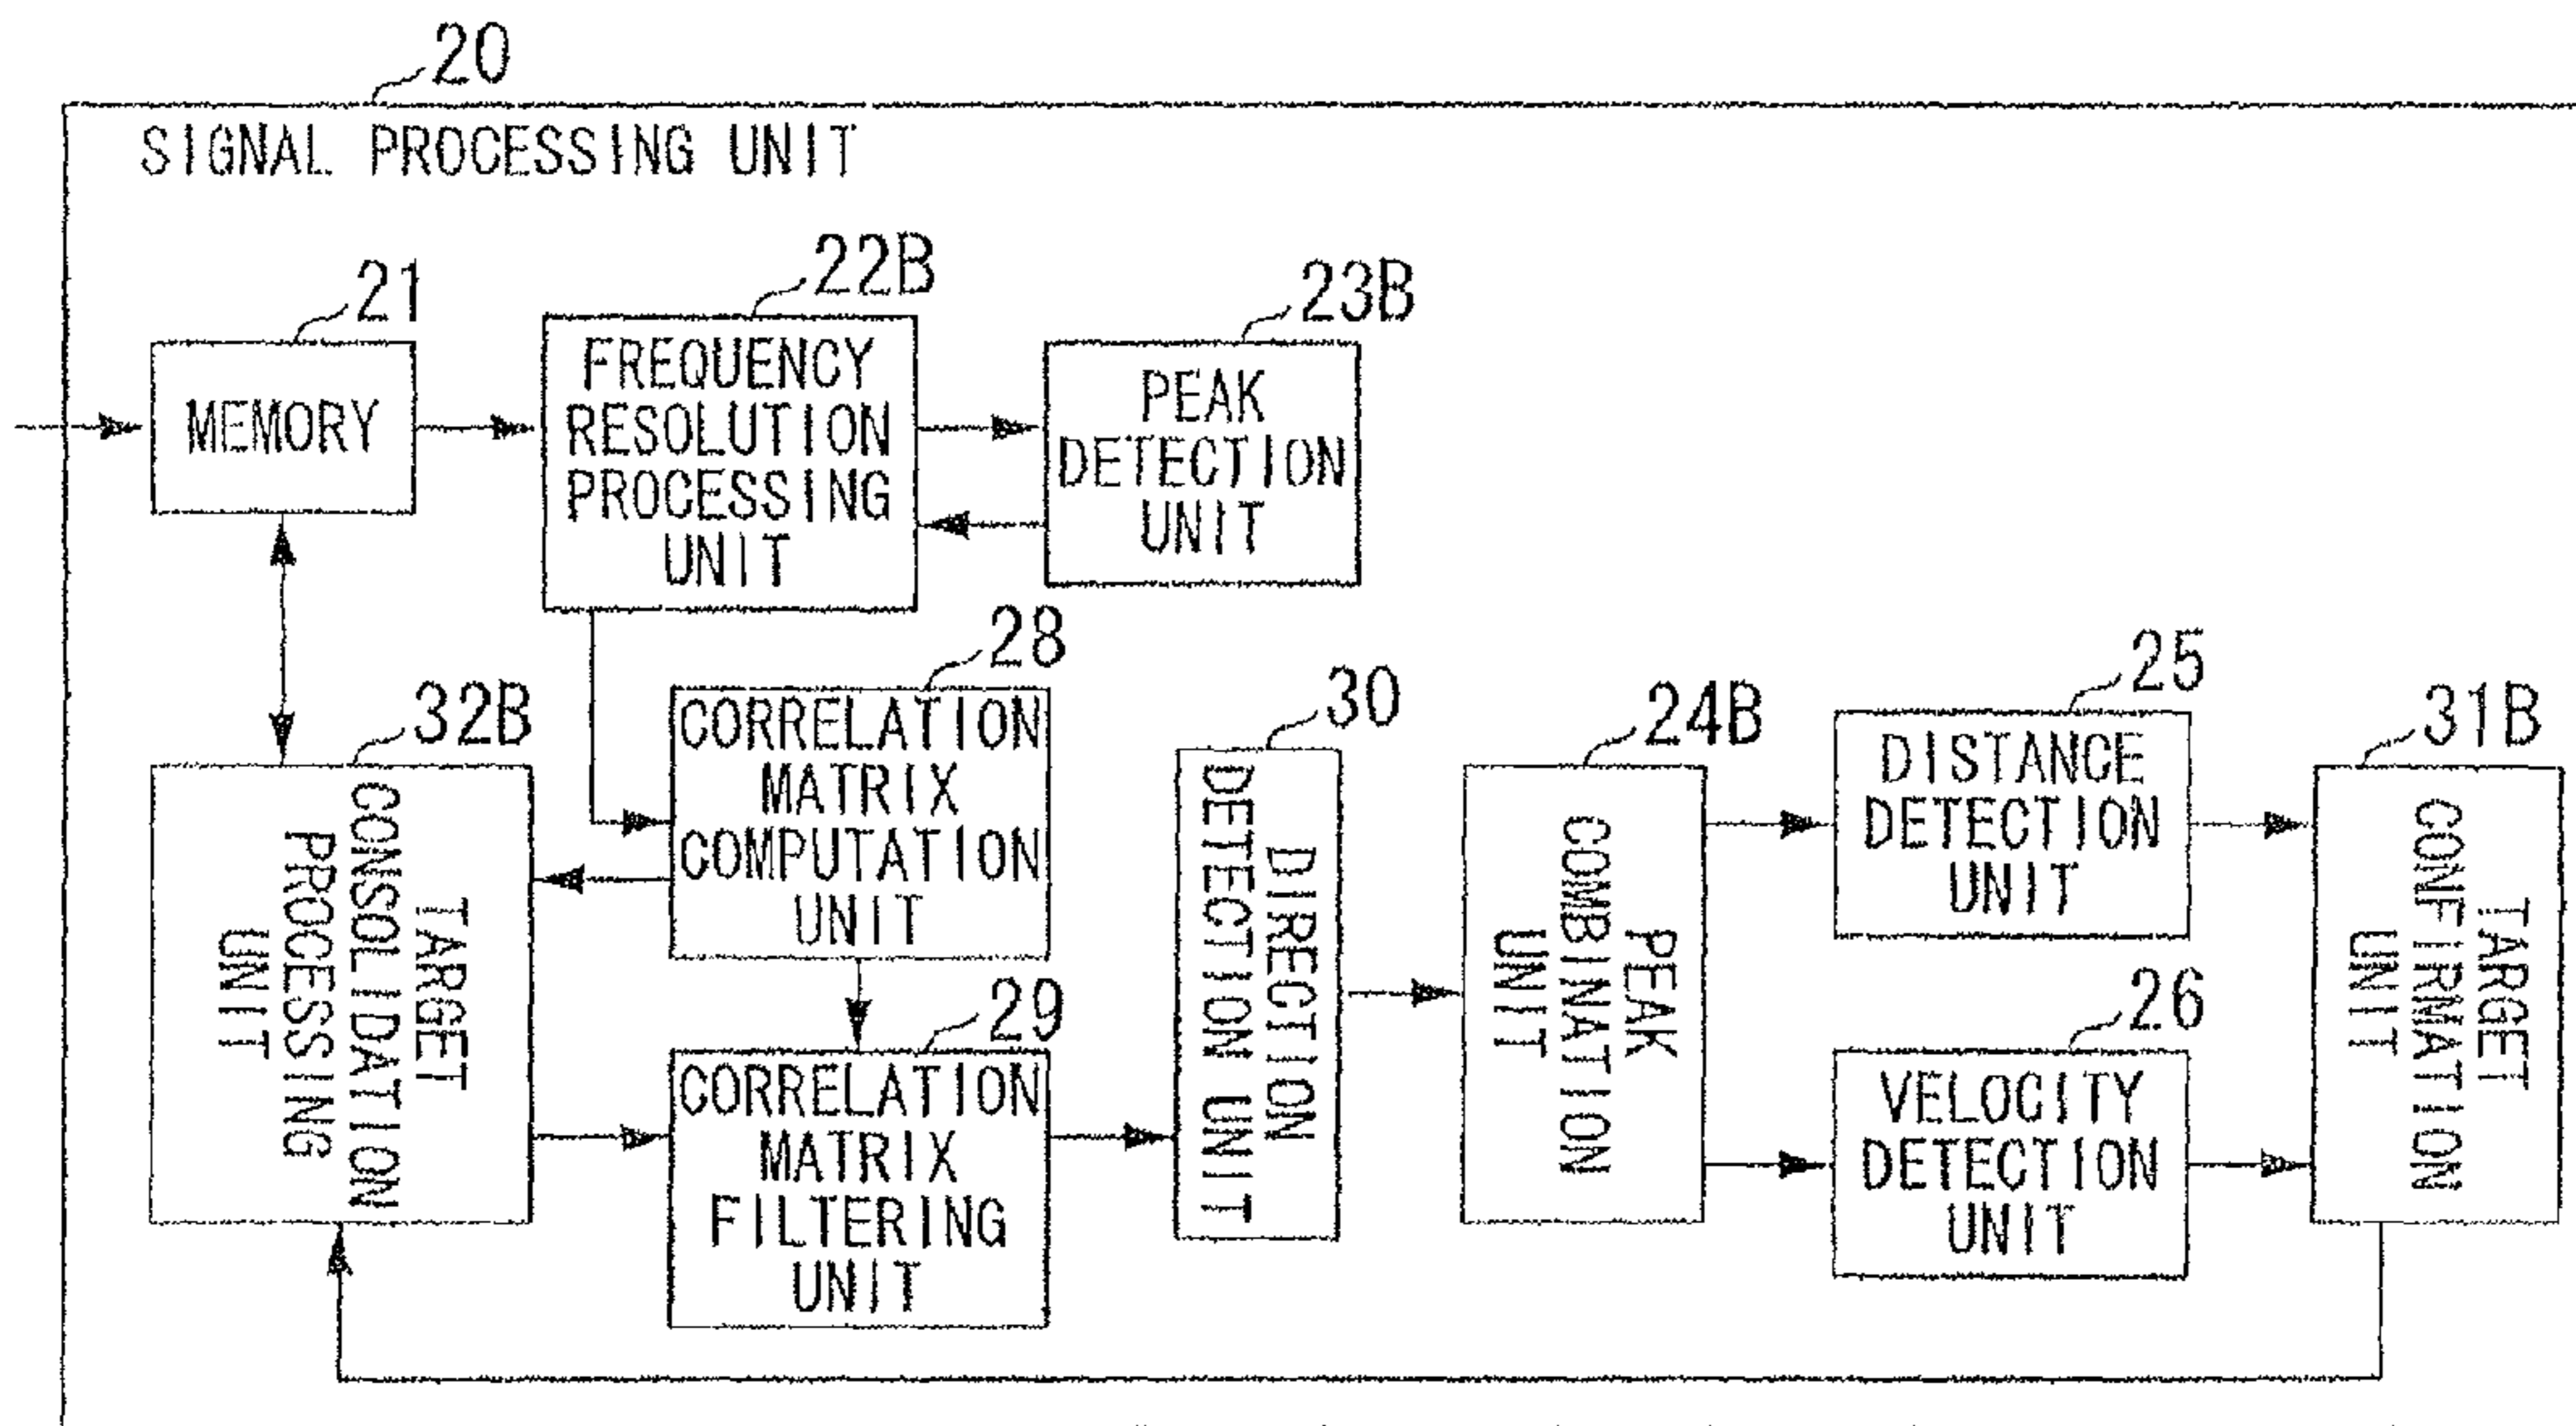 20
SIGNAL PROCESSING UNIT
21
MEMORY
22B
FREQUENCY
RESOLUTION
PROCESSING
UNIT
23B
PEAK
DETECTION
UNIT
28
CORRELATION
MATRIX
COMPUTATION
UNIT
32B
TARGET
CONSOLIDATION
PROCESSING
UNIT
29
CORRELATION
MATRIX
FILTERING
UNIT
30
DIRECTION
DETECTION UNIT
24B
PEAK
COMBINATION
UNIT
25
DISTANCE
DETECTION
UNIT
26
VELOCITY
DETECTION
UNIT
31B
TARGET
CONFIRMATION
UNIT